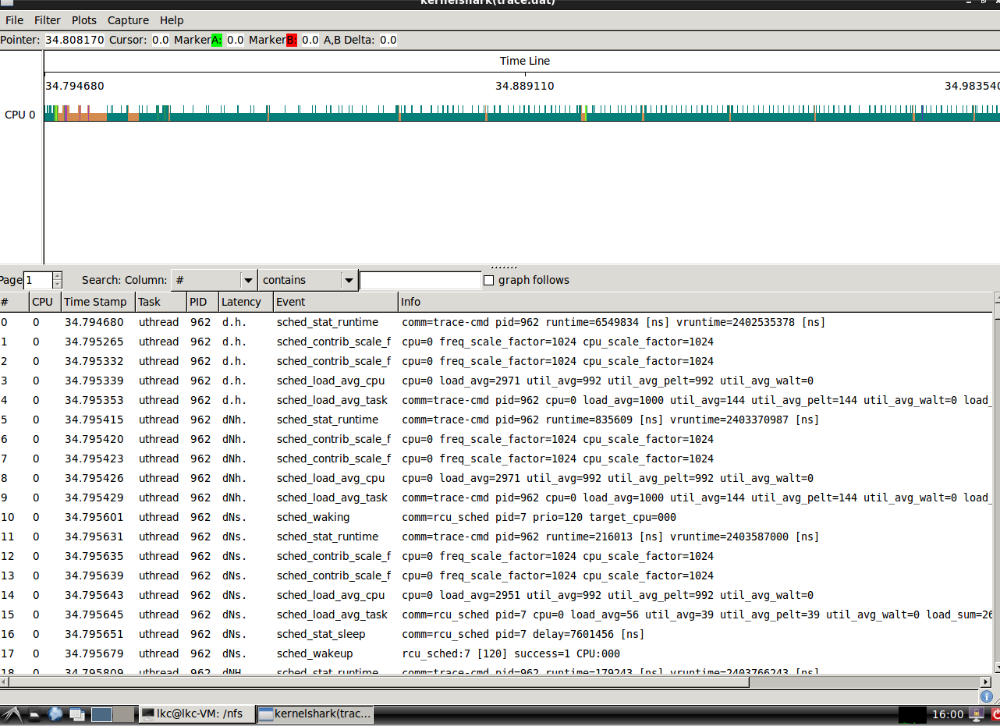 kernelshark(trace.dat)
File Filter Plots Capture Help
Pointer: 34.808170 Cursor: 0.0 Marker A: 0.0 Marker B: 0.0 A,B Delta: 0.0
Time Line
34.794680 34.889110 34.983540
CPU 0
Page 1 Search: Column: # contains graph follows
# CPU Time Stamp Task PID Latency Event Info
0 0 34.794680 uthread 962 d.h. sched_stat_runtime comm=trace-cmd pid=962 runtime=6549834 [ns] vruntime=2402535378 [ns]
1 0 34.795265 uthread 962 d.h. sched_contrib_scale_f cpu=0 freq_scale_factor=1024 cpu_scale_factor=1024
2 0 34.795332 uthread 962 d.h. sched_contrib_scale_f cpu=0 freq_scale_factor=1024 cpu_scale_factor=1024
3 0 34.795339 uthread 962 d.h. sched_load_avg_cpu cpu=0 load_avg=2971 util_avg=992 util_avg_pelt=992 util_avg_walt=0
4 0 34.795353 uthread 962 d.h. sched_load_avg_task comm=trace-cmd pid=962 cpu=0 load_avg=1000 util_avg=144 util_avg_pelt=144 util_avg_walt=0 load_
5 0 34.795415 uthread 962 dNh. sched_stat_runtime comm=trace-cmd pid=962 runtime=835609 [ns] vruntime=2403370987 [ns]
6 0 34.795420 uthread 962 dNh. sched_contrib_scale_f cpu=0 freq_scale_factor=1024 cpu_scale_factor=1024
7 0 34.795423 uthread 962 dNh. sched_contrib_scale_f cpu=0 freq_scale_factor=1024 cpu_scale_factor=1024
8 0 34.795426 uthread 962 dNh. sched_load_avg_cpu cpu=0 load_avg=2971 util_avg=992 util_avg_pelt=992 util_avg_walt=0
9 0 34.795429 uthread 962 dNh. sched_load_avg_task comm=trace-cmd pid=962 cpu=0 load_avg=1000 util_avg=144 util_avg_pelt=144 util_avg_walt=0 load_
10 0 34.795601 uthread 962 dNs. sched_waking comm=rcu_sched pid=7 prio=120 target_cpu=000
11 0 34.795631 uthread 962 dNs. sched_stat_runtime comm=trace-cmd pid=962 runtime=216013 [ns] vruntime=2403587000 [ns]
12 0 34.795635 uthread 962 dNs. sched_contrib_scale_f cpu=0 freq_scale_factor=1024 cpu_scale_factor=1024
13 0 34.795639 uthread 962 dNs. sched_contrib_scale_f cpu=0 freq_scale_factor=1024 cpu_scale_factor=1024
14 0 34.795643 uthread 962 dNs. sched_load_avg_cpu cpu=0 load_avg=2951 util_avg=992 util_avg_pelt=992 util_avg_walt=0
15 0 34.795645 uthread 962 dNs. sched_load_avg_task comm=rcu_sched pid=7 cpu=0 load_avg=56 util_avg=39 util_avg_pelt=39 util_avg_walt=0 load_sum=26
16 0 34.795651 uthread 962 dNs. sched_stat_sleep comm=rcu_sched pid=7 delay=7601456 [ns]
17 0 34.795679 uthread 962 dNs. sched_wakeup rcu_sched:7 [120] success=1 CPU:000
18 0 34.795809 uthread 962 dNH. sched_stat_runtime comm=trace-cmd pid=962 runtime=179243 [ns] vruntime=2403766243 [ns]
lkc@lkc-VM: /nfs kernelshark(trac... 16:00